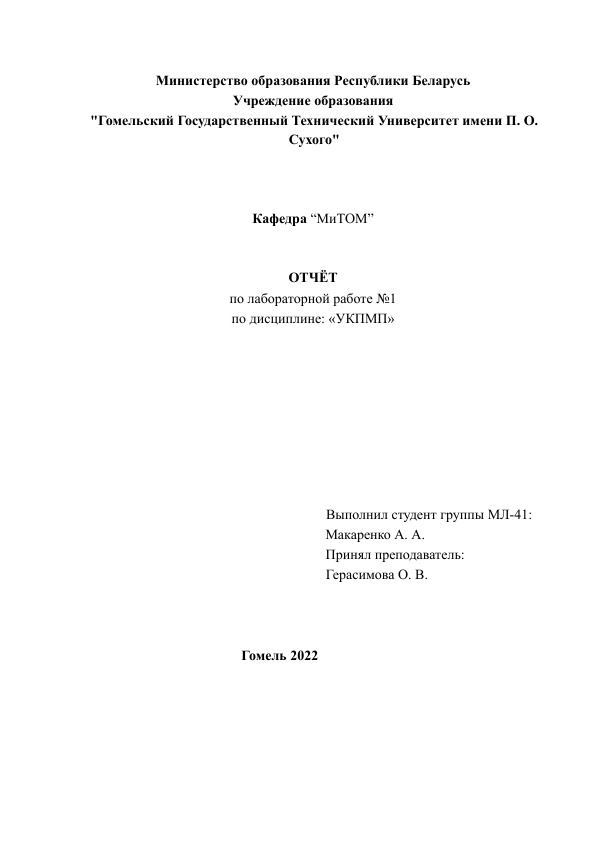 Министерство образования Республики Беларусь
Учреждение образования
"Гомельский Государственный Технический Университет имени П. О.
Сухого"
Кафедра “МиТОМ”
ОТЧЁТ
по лабораторной работе №1
по дисциплине: «УКПМП»
Выполнил студент группы МЛ-41:
Макаренко А. А.
Принял преподаватель:
Герасимова О. В.
Гомель 2022